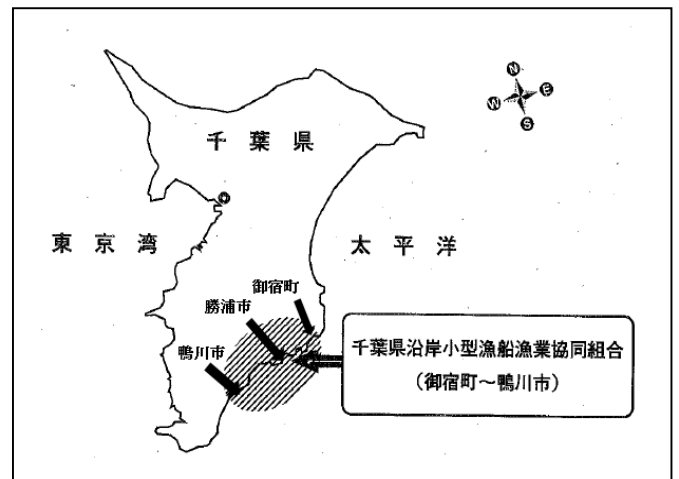 N
W E
S
千葉県
東京湾
太平洋
御宿町
勝浦市
鴨川市
千葉県沿岸小型漁船漁業協同組合
（御宿町～鴨川市）